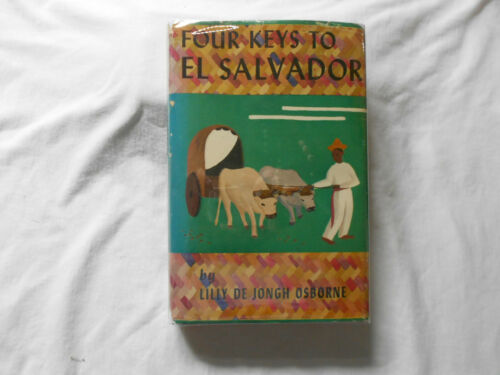 FOUR KEYS TO
EL SALVADOR
by
LILLY DE JONGH OSBORNE